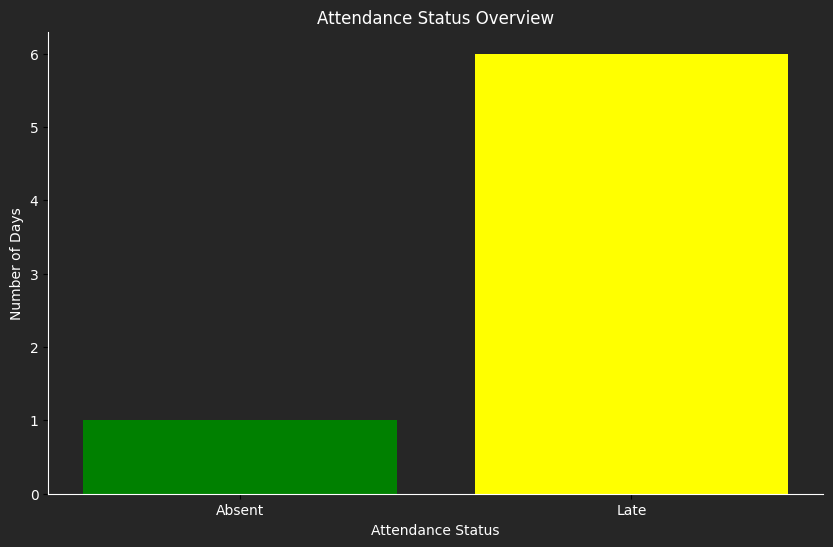 Attendance Status Overview
Number of Days
6
5
4
3
2
1
0
Absent
Late
Attendance Status